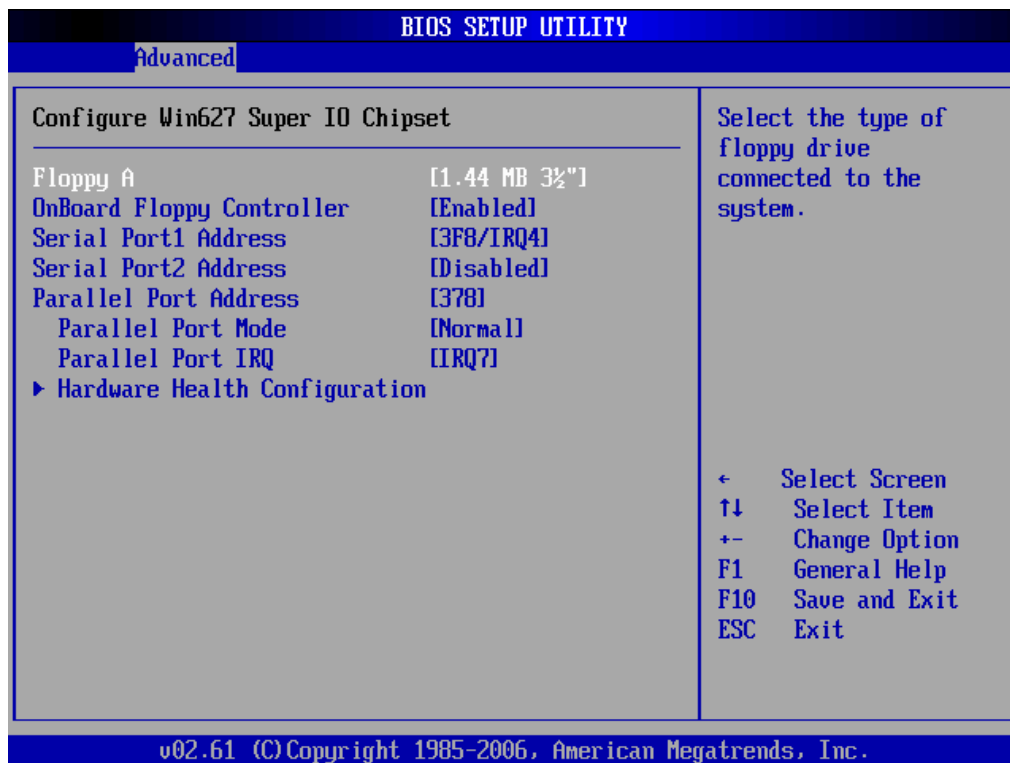 BIOS SETUP UTILITY
Advanced
Configure Win627 Super IO Chipset
Floppy A [1.44 MB 3½"]
OnBoard Floppy Controller [Enabled]
Serial Port1 Address [3F8/IRQ4]
Serial Port2 Address [Disabled]
Parallel Port Address [378]
Parallel Port Mode [Normal]
Parallel Port IRQ [IRQ7]
▶ Hardware Health Configuration
Select the type of
floppy drive
connected to the
system.
← Select Screen
↑↓ Select Item
+- Change Option
F1 General Help
F10 Save and Exit
ESC Exit
v02.61 (C)Copyright 1985-2006, American Megatrends, Inc.